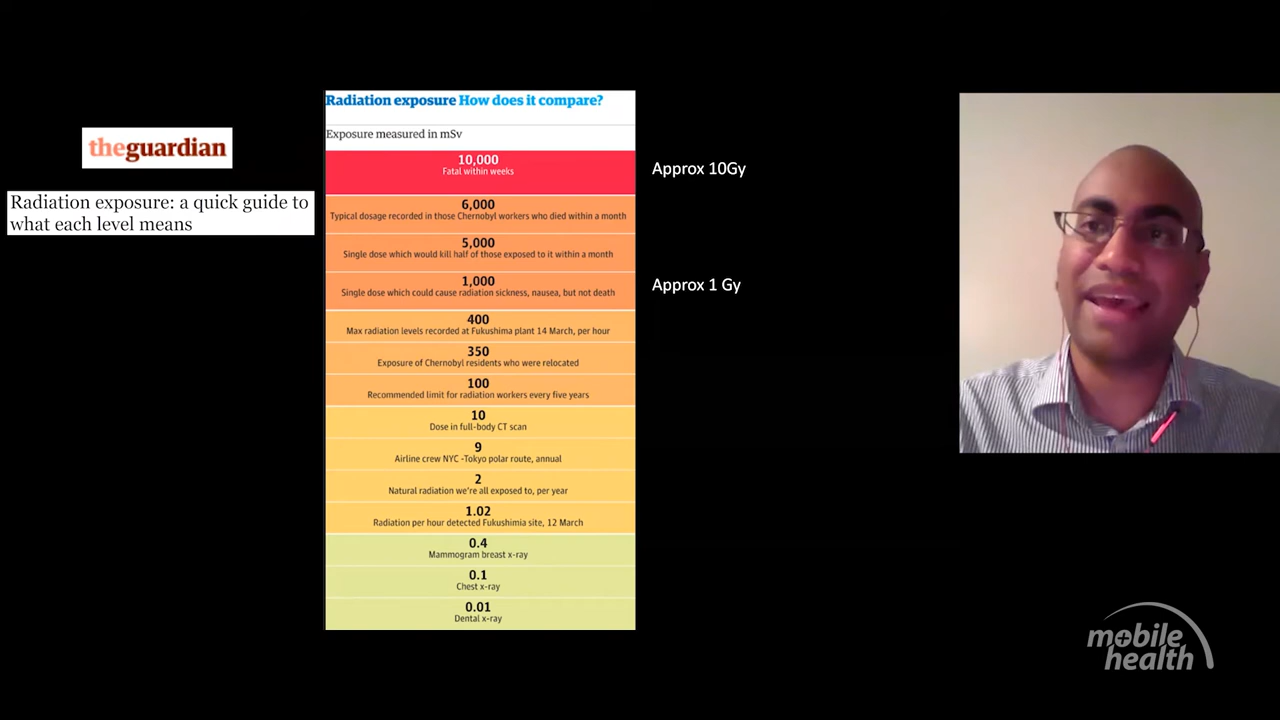 theguardian
Radiation exposure: a quick guide to
what each level means
Radiation exposure How does it compare?
Exposure measured in mSv
10,000
Fatal within weeks
6,000
Typical dosage recorded in those Chernobyl workers who died within a month
5,000
Single dose which would kill half of those exposed to it within a month
1,000
Single dose which could cause radiation sickness, nausea, but not death
400
Max radiation levels recorded at Fukushima plant 14 March, per hour
350
Exposure of Chernobyl residents who were relocated
100
Recommended limit for radiation workers every five years
10
Dose in full-body CT scan
9
Airline crew NYC -Tokyo polar route, annual
2
Natural radiation we're all exposed to, per year
1.02
Radiation per hour detected Fukushimia site, 12 March
0.4
Mammogram breast x-ray
0.1
Chest x-ray
0.01
Dental x-ray
Approx 10Gy
Approx 1 Gy
mobile
health